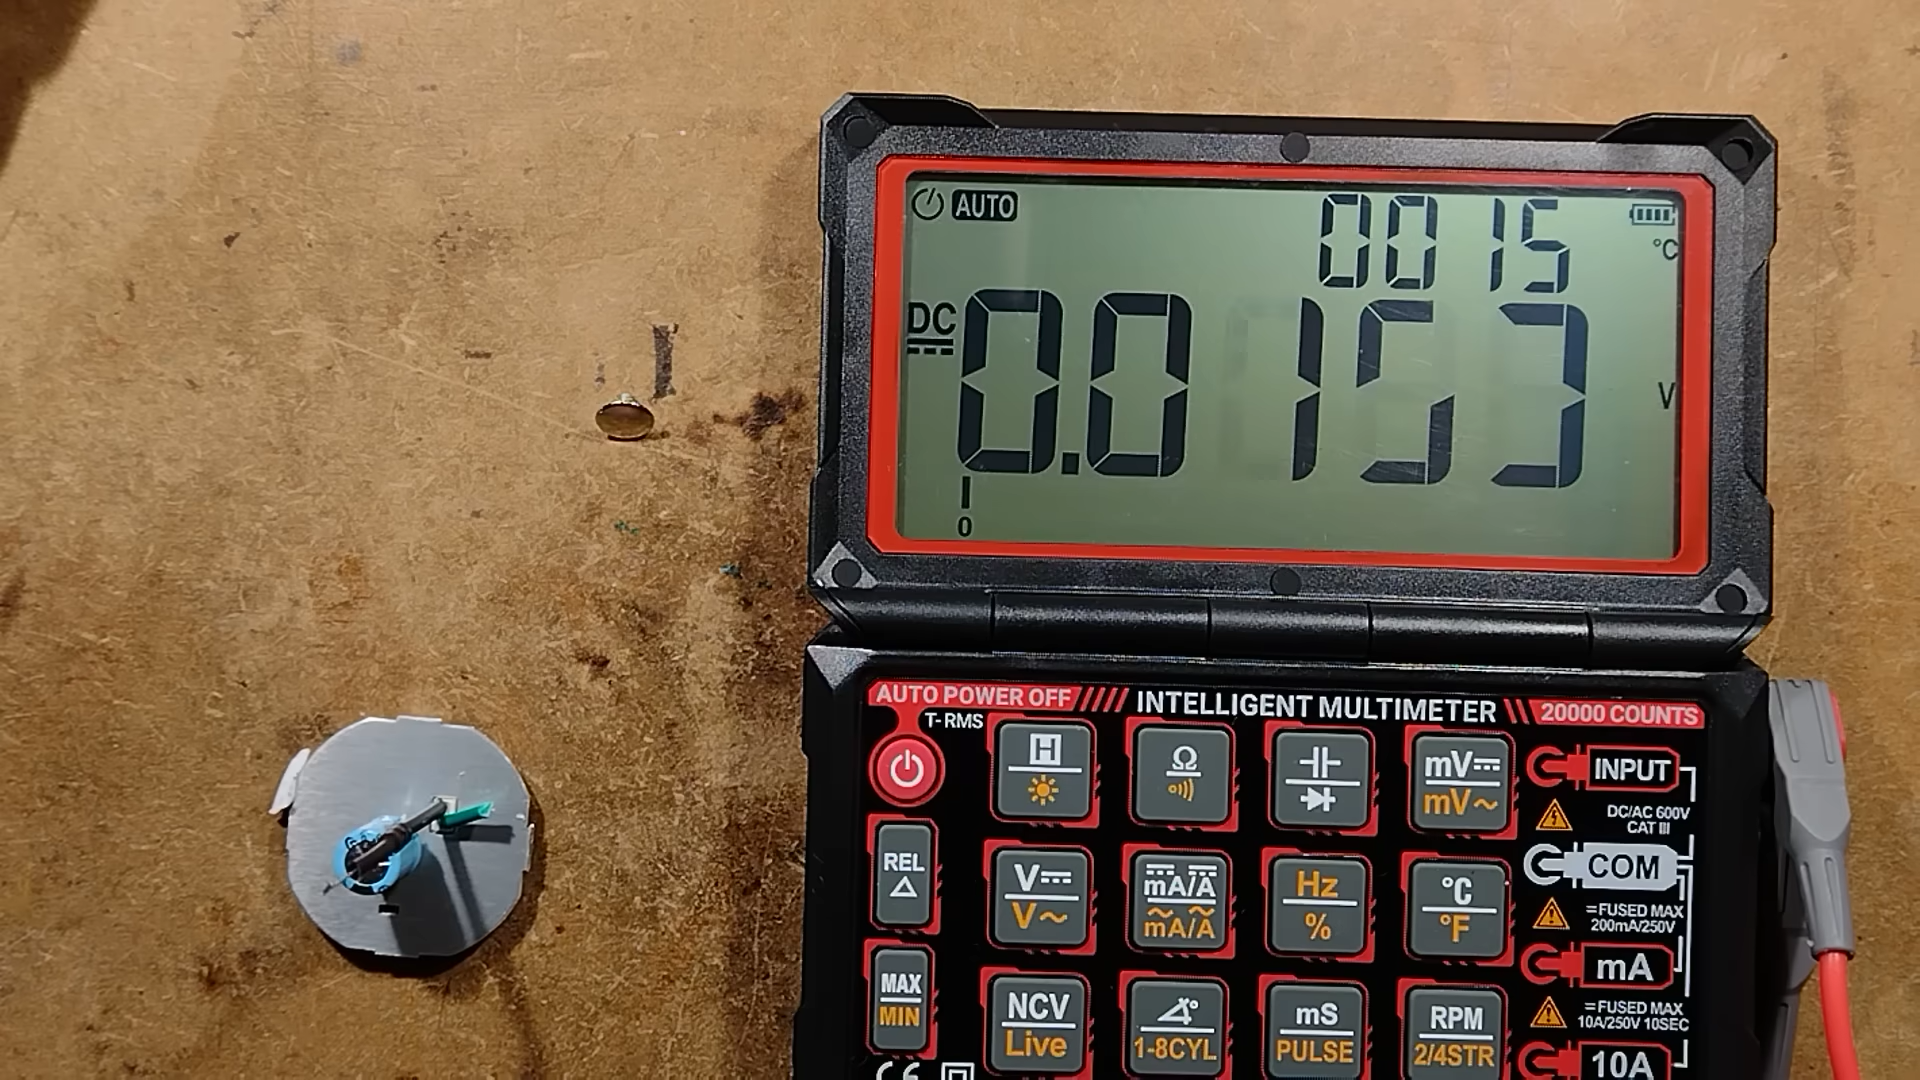 AUTO
0015
°C
DC
0.0153
V
0
AUTO POWER OFF
INTELLIGENT MULTIMETER
20000 COUNTS
T-RMS
H
Ω
mV
mV~
INPUT
DC/AC 600V
CAT III
REL
△
V
V~
mA/A
mA/A
Hz
%
°C
°F
COM
=FUSED MAX
200mA/250V
mA
MAX
MIN
NCV
Live
1-8CYL
mS
PULSE
RPM
2/4STR
=FUSED MAX
10A/250V 10SEC
10A
CE